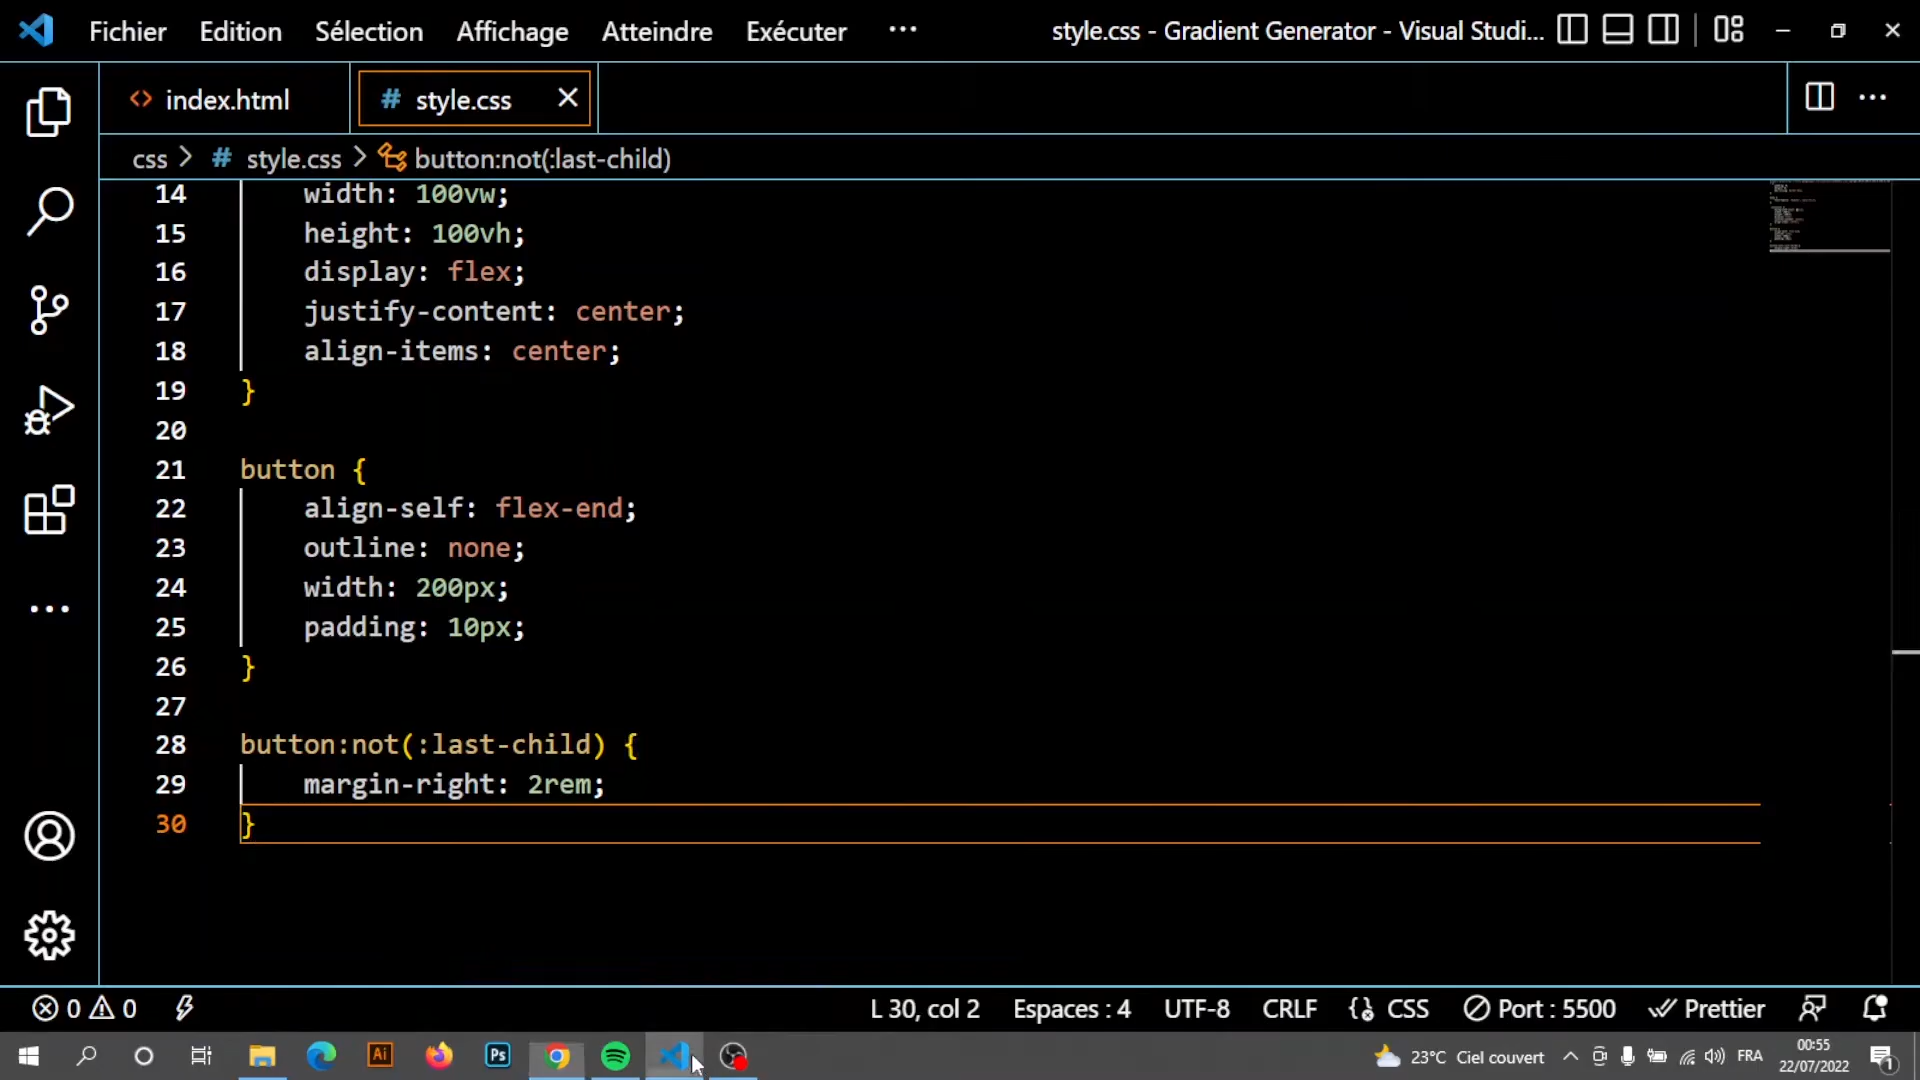 Fichier Edition Sélection Affichage Atteindre Exécuter ··· style.css - Gradient Generator - Visual Studi...
index.html # style.css
css > # style.css > button:not(:last-child)
14 width: 100vw;
15 height: 100vh;
16 display: flex;
17 justify-content: center;
18 align-items: center;
19 }
20
21 button {
22 align-self: flex-end;
23 outline: none;
24 width: 200px;
25 padding: 10px;
26 }
27
28 button:not(:last-child) {
29 margin-right: 2rem;
30 }
0 0 L 30, col 2 Espaces : 4 UTF-8 CRLF CSS Port : 5500 Prettier
Ai Ps 23°C Ciel couvert FRA 00:55 1
22/07/2022